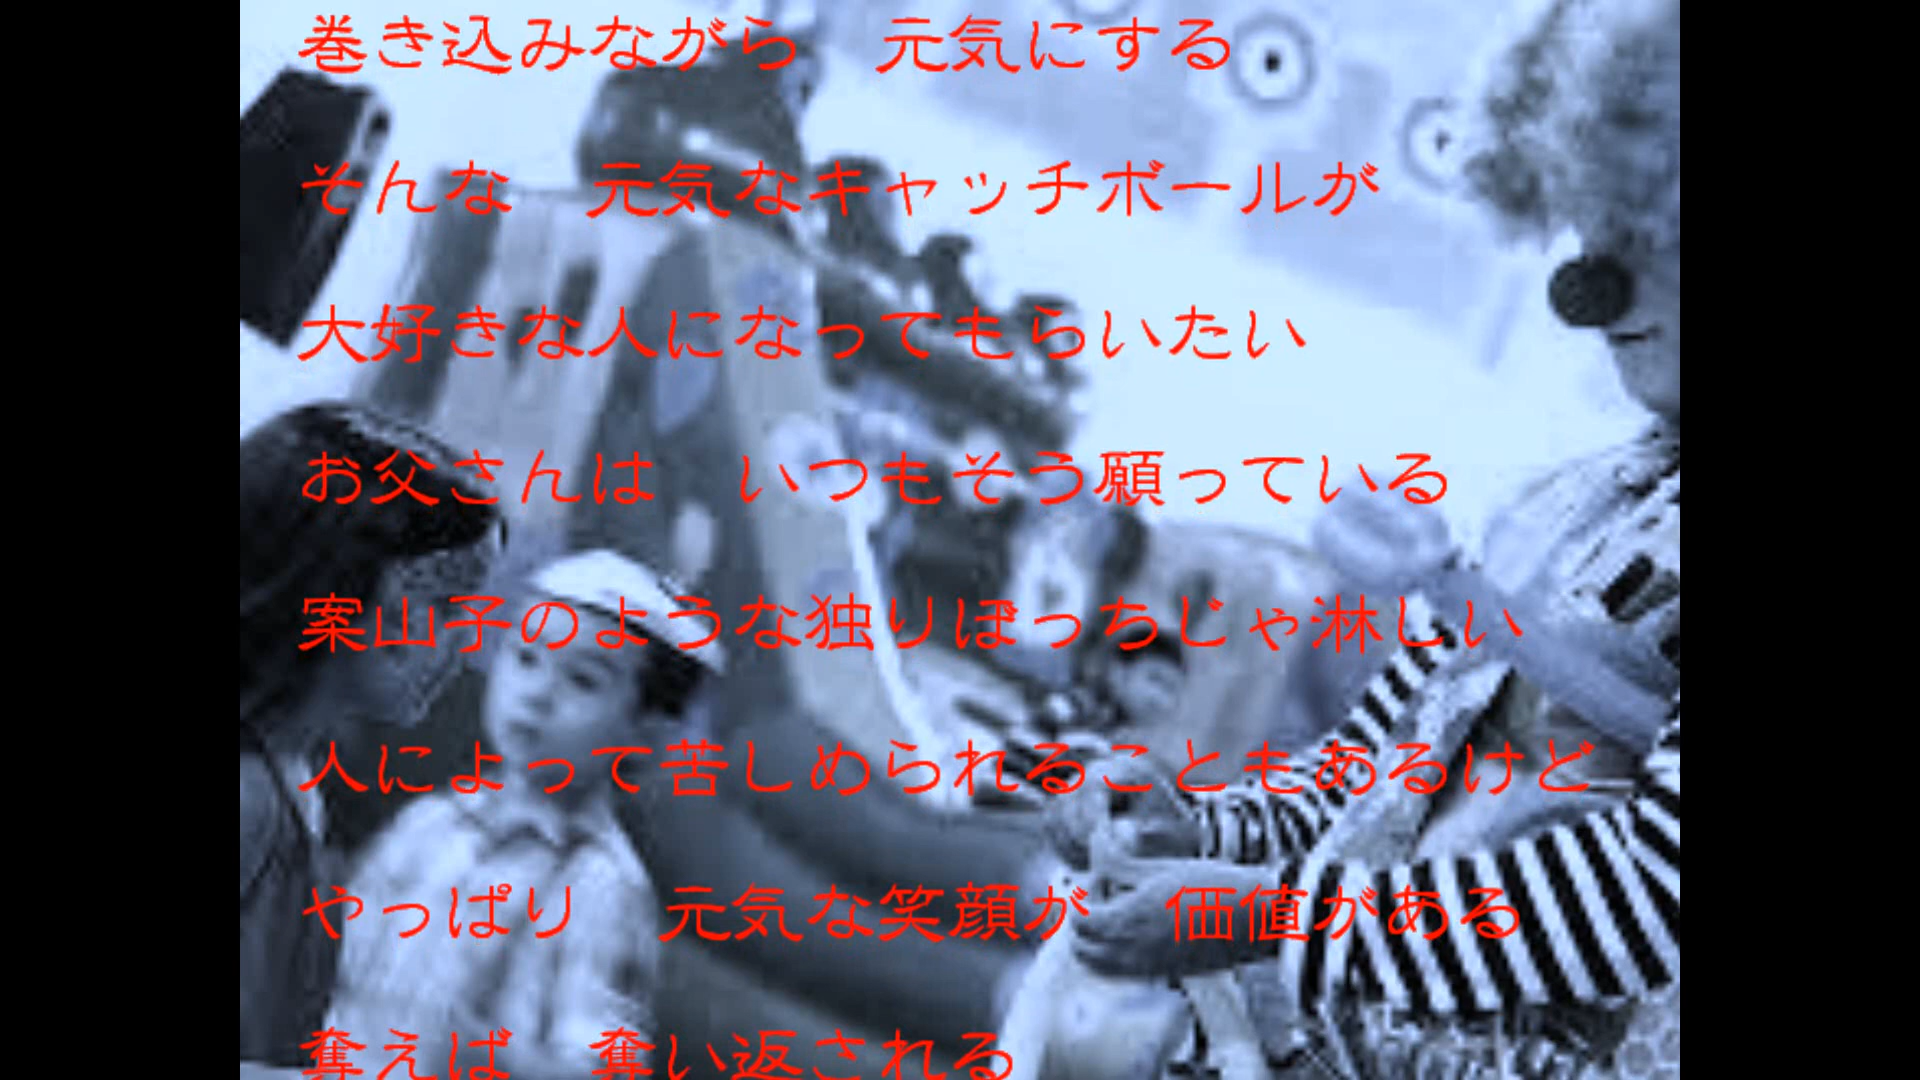 巻き込みながら　元気にする
そんな　元気なキャッチボールが
大好きな人になってもらいたい
お父さんは　いつもそう願っている
案山子のような独りぼっちじゃ淋しい
人によって苦しめられることもあるけど
やっぱり　元気な笑顔が　価値がある
奪えば　奪い返される